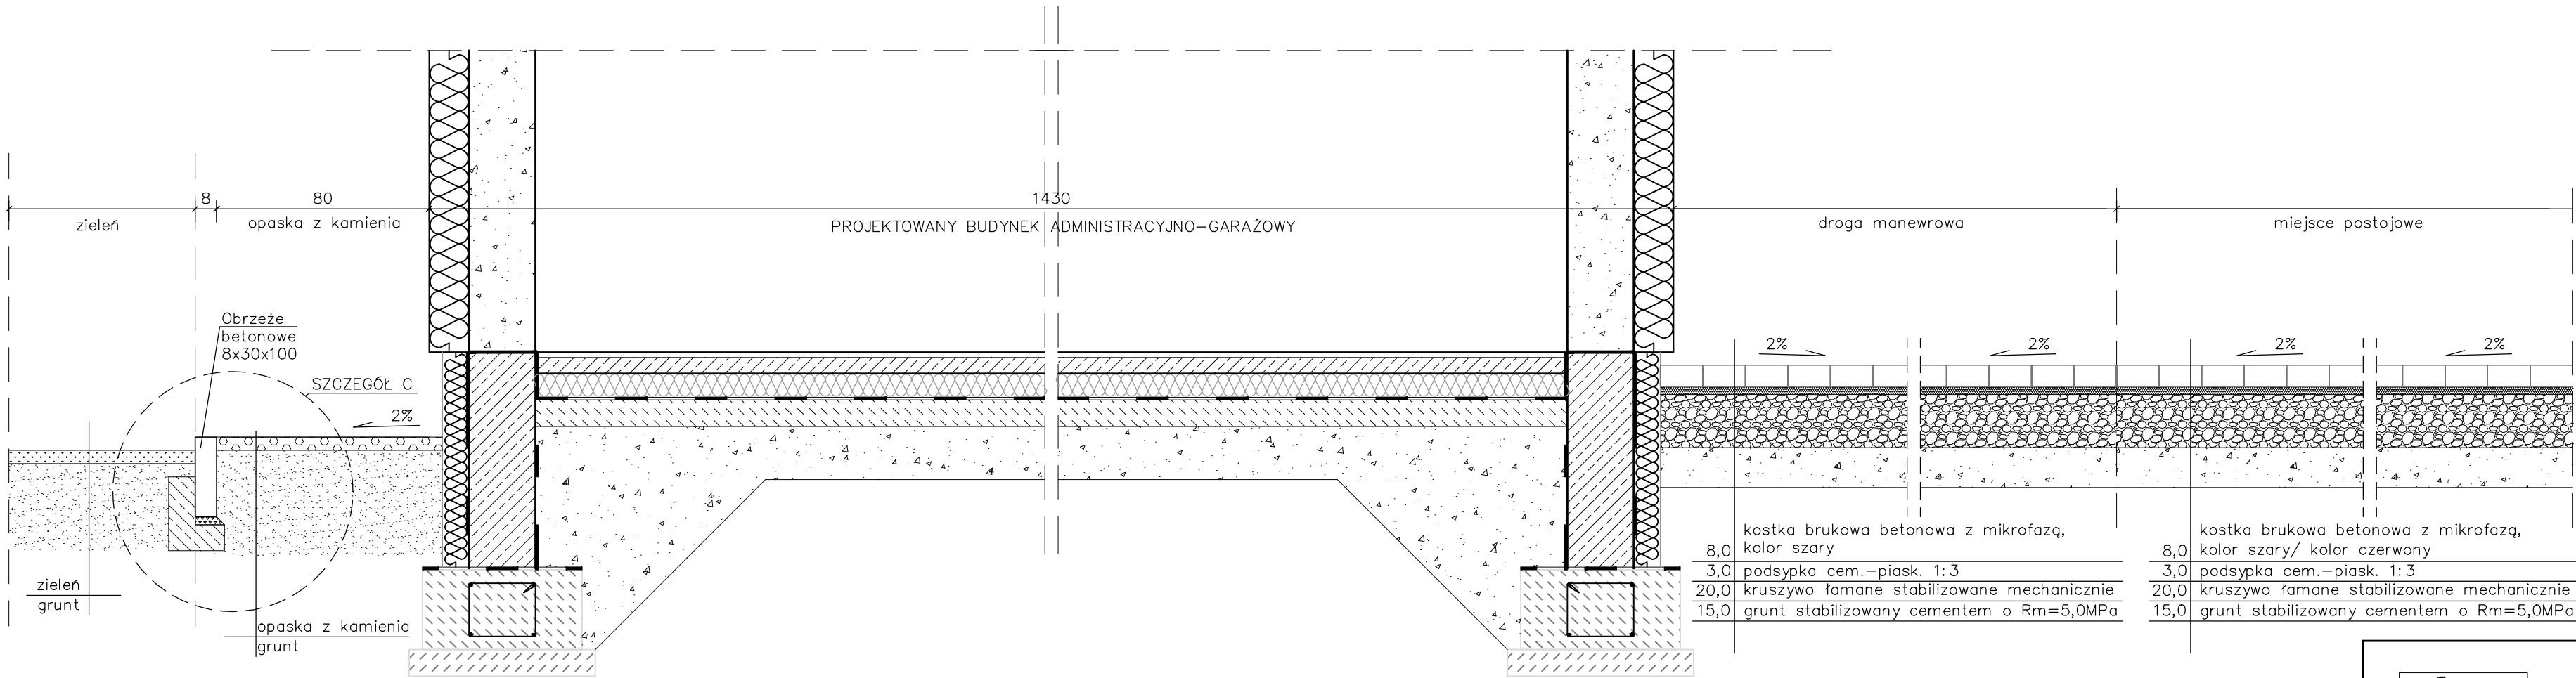 8
80
1430
zieleń
opaska z kamienia
PROJEKTOWANY BUDYNEK ADMINISTRACYJNO-GARAŻOWY
droga manewrowa
miejsce postojowe
Obrzeże
betonowe
8x30x100
SZCZEGÓŁ C
2%
2%
2%
2%
2%
zieleń
grunt
opaska z kamienia
grunt
kostka brukowa betonowa z mikrofazą,
8,0 kolor szary
3,0 podsypka cem.-piask. 1:3
20,0 kruszywo łamane stabilizowane mechanicznie
15,0 grunt stabilizowany cementem o Rm=5,0MPa
kostka brukowa betonowa z mikrofazą,
8,0 kolor szary/ kolor czerwony
3,0 podsypka cem.-piask. 1:3
20,0 kruszywo łamane stabilizowane mechanicznie
15,0 grunt stabilizowany cementem o Rm=5,0MPa